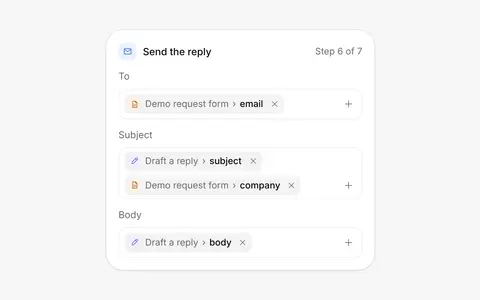 Send the reply Step 6 of 7
To
Demo request form › email
Subject
Draft a reply › subject
Demo request form › company
Body
Draft a reply › body